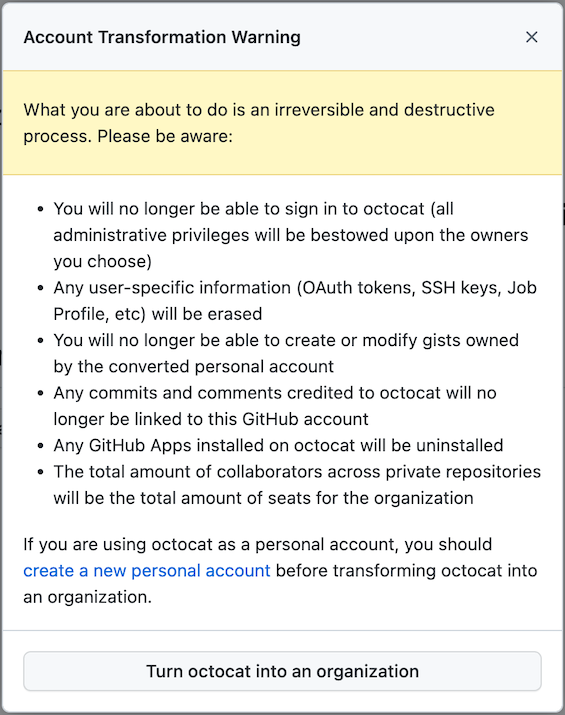 Account Transformation Warning
What you are about to do is an irreversible and destructive
process. Please be aware:
• You will no longer be able to sign in to octocat (all
administrative privileges will be bestowed upon the owners
you choose)
• Any user-specific information (OAuth tokens, SSH keys, Job
Profile, etc) will be erased
• You will no longer be able to create or modify gists owned
by the converted personal account
• Any commits and comments credited to octocat will no
longer be linked to this GitHub account
• Any GitHub Apps installed on octocat will be uninstalled
• The total amount of collaborators across private repositories
will be the total amount of seats for the organization
If you are using octocat as a personal account, you should
create a new personal account before transforming octocat into
an organization.
Turn octocat into an organization